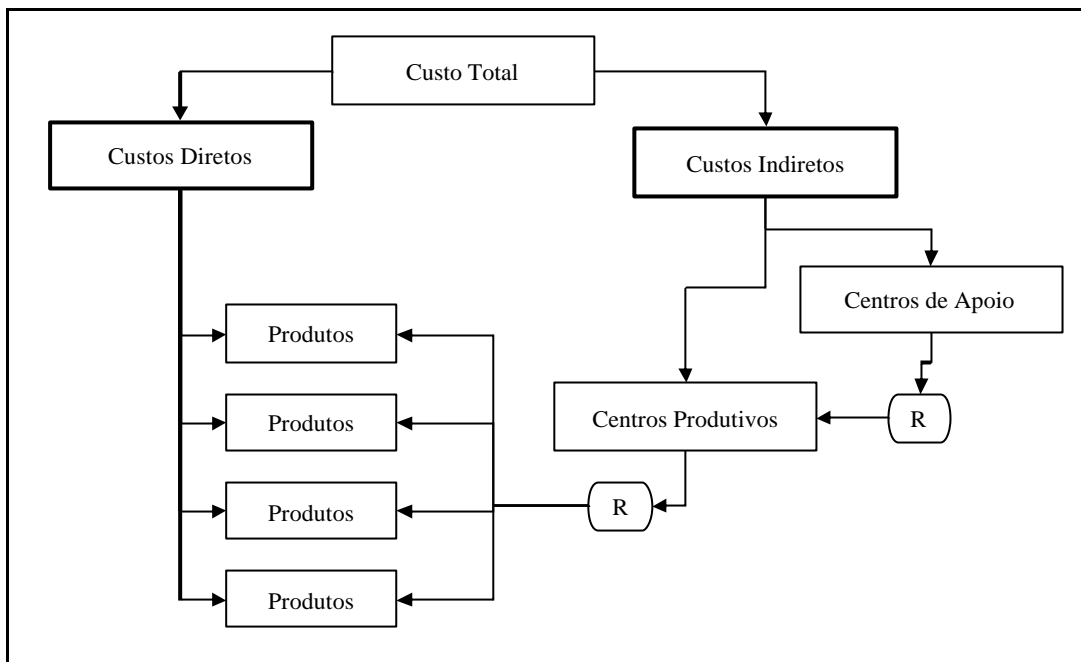 Custo Total
Custos Diretos
Custos Indiretos
Centros de Apoio
Produtos
Centros Produtivos
R
Produtos
Produtos
R
Produtos